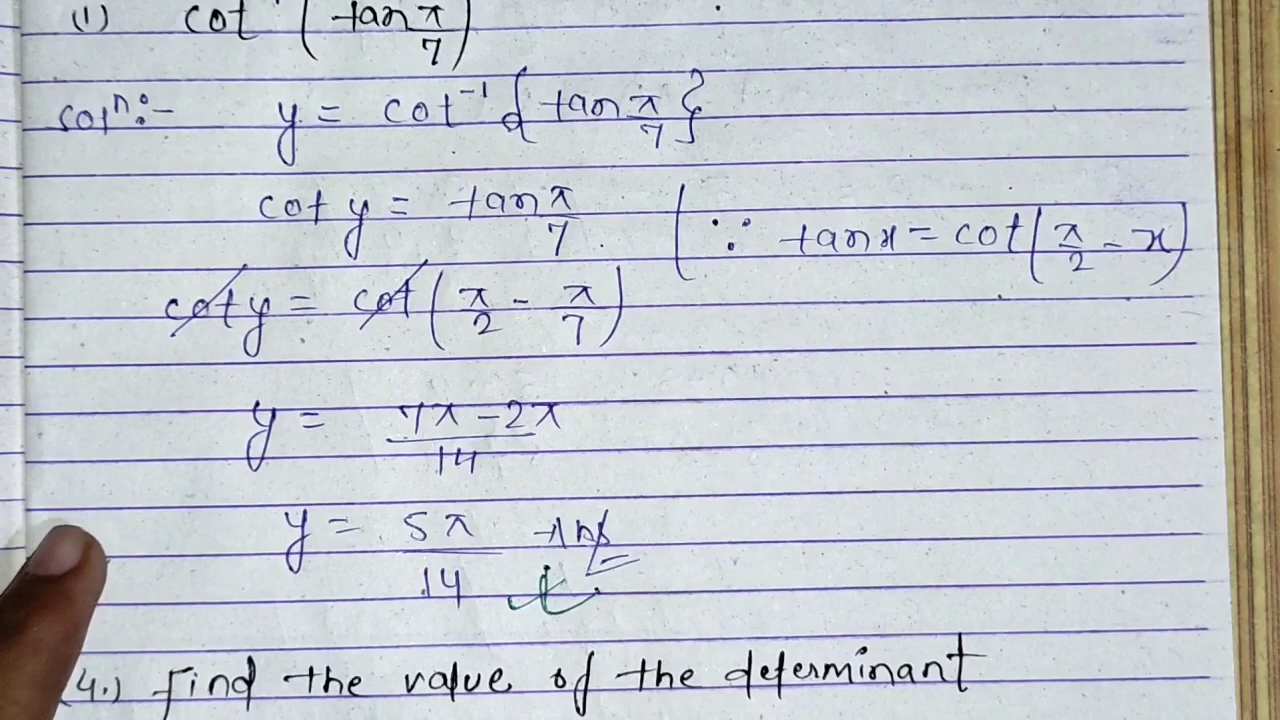 (1) cot⁻¹ (tan π/7)
solⁿ:- y = cot⁻¹ { tan π/7 }
cot y = tan π/7 ( ∵ tan x = cot(π/2 - x)
cot y = cot (π/2 - π/7)
y = 7π - 2π / 14
y = 5π/14 Ans
(4.) find the value of the determinant